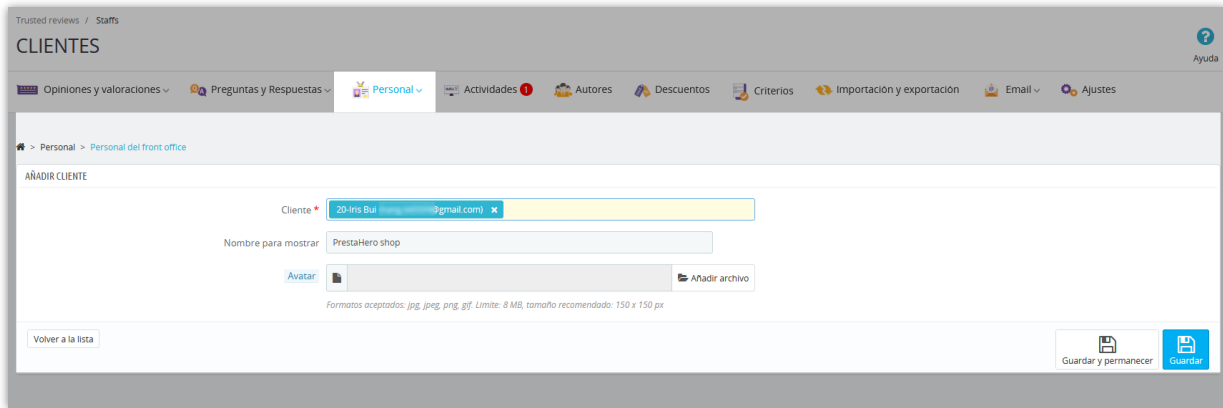 Trusted reviews / Staffs
CLIENTES
Ayuda
Opiniones y valoraciones Preguntas y Respuestas Personal Actividades 1 Autores Descuentos Criterios Importación y exportación Email Ajustes
> Personal > Personal del front office
AÑADIR CLIENTE
Cliente * 20-Iris Bui @gmail.com) x
Nombre para mostrar PrestaHero shop
Avatar Añadir archivo
Formatos aceptados: jpg, jpeg, png, gif. Limite: 8 MB, tamaño recomendado: 150 x 150 px
Volver a la lista
Guardar y permanecer Guardar